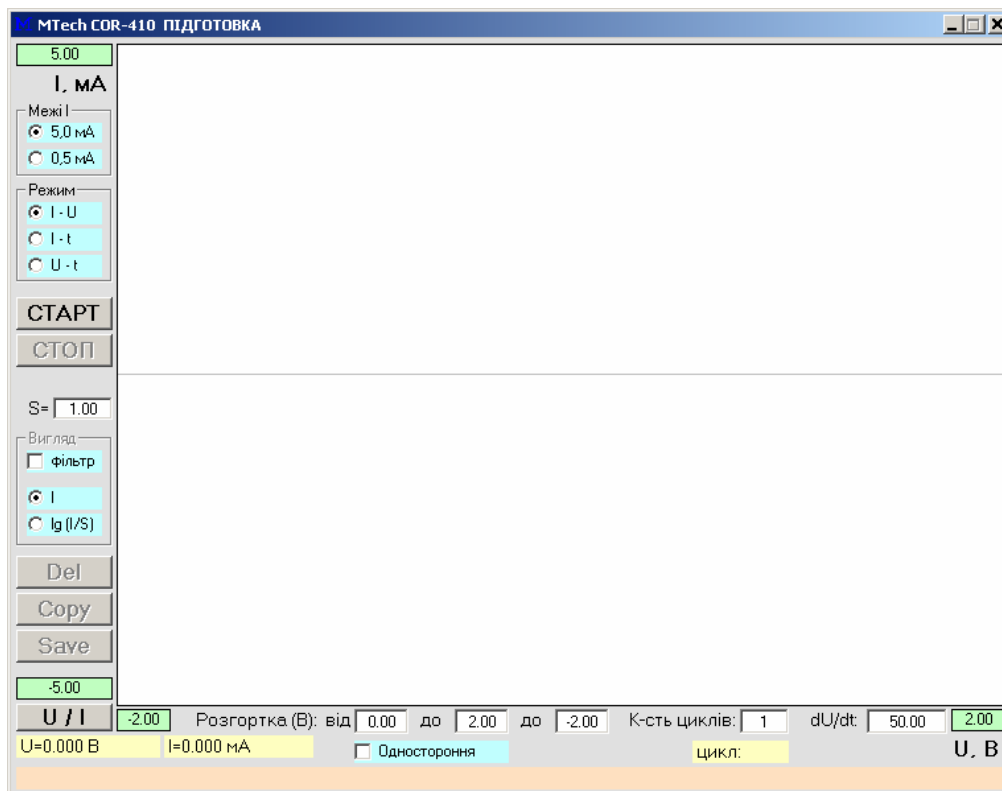 MTech COR-410 ПІДГОТОВКА
5.00
I, мА
Межі I
5,0 мА
0,5 мА
Режим
I - U
I - t
U - t
СТАРТ
СТОП
S= 1.00
Вигляд
фільтр
I
lg (I/S)
Del
Copy
Save
-5.00
U / I -2.00 Розгортка (В): від 0.00 до 2.00 до -2.00 К-сть циклів: 1 dU/dt: 50.00 2.00
U=0.000 В I=0.000 мА Одностороння цикл: U, В